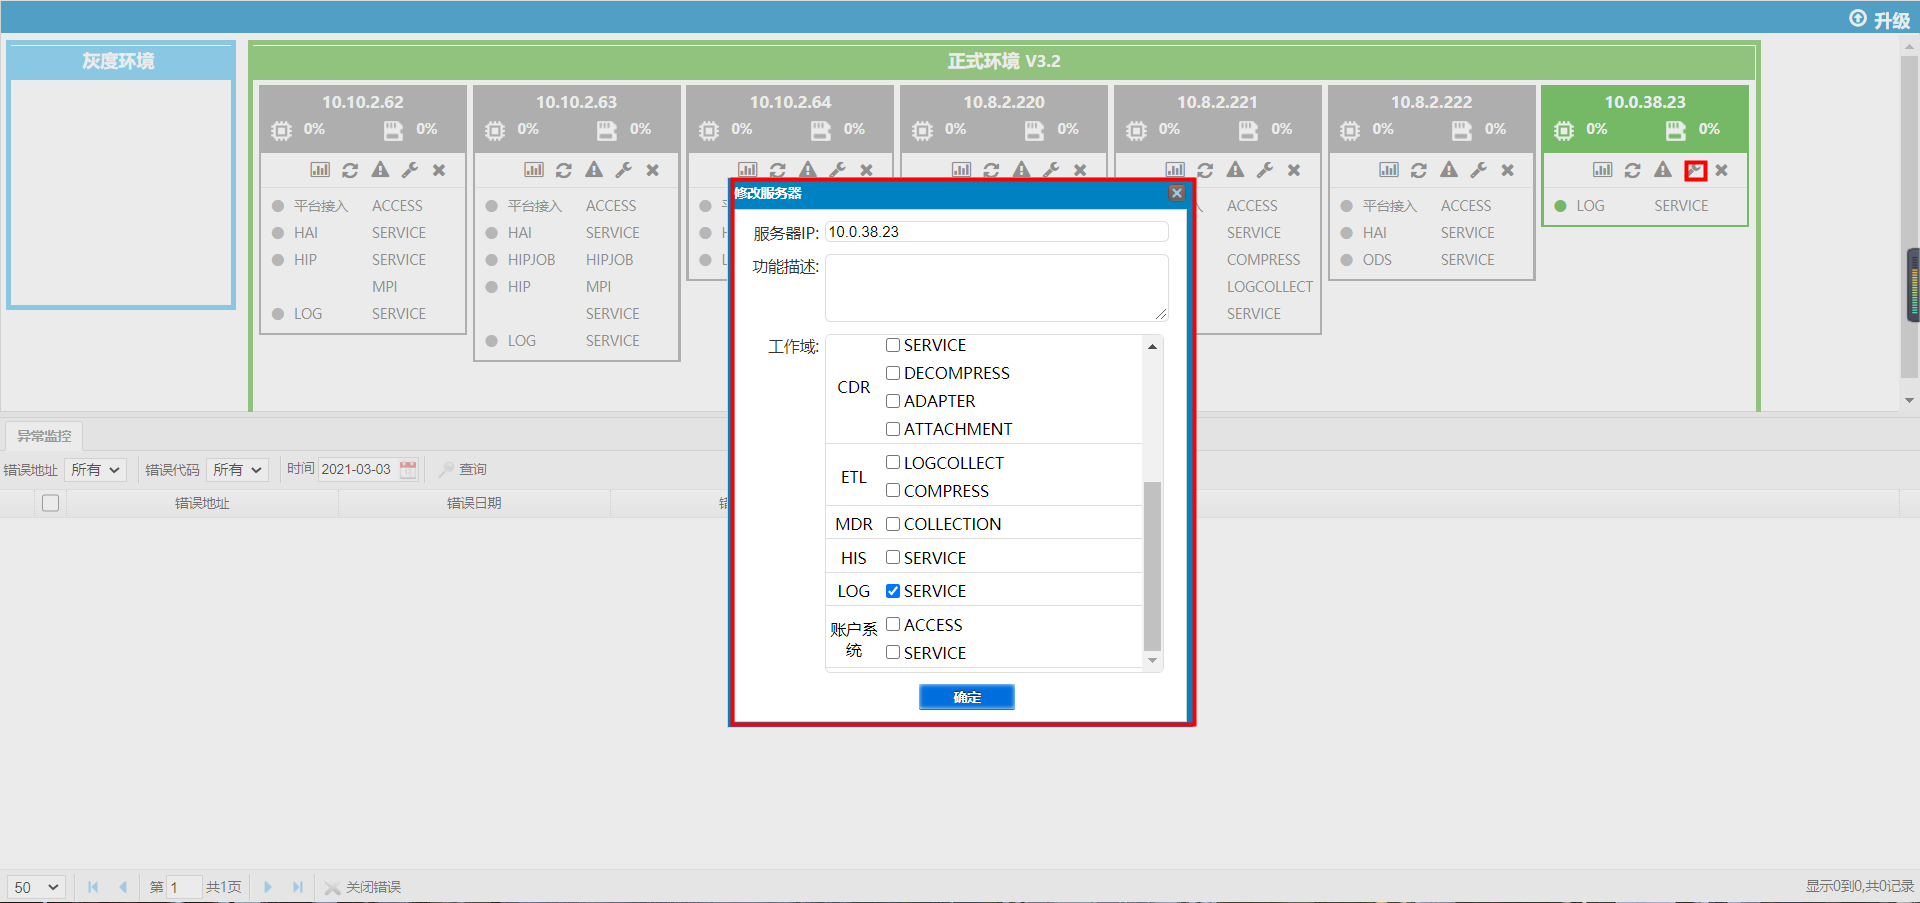 升级
灰度环境
正式环境 V3.2
10.10.2.62
0% 0%
平台接入 ACCESS
HAI SERVICE
HIP SERVICE
MPI
LOG SERVICE
10.10.2.63
0% 0%
平台接入 ACCESS
HAI SERVICE
HIPJOB HIPJOB
HIP MPI
SERVICE
LOG SERVICE
10.10.2.64
0% 0%
10.8.2.220
0% 0%
10.8.2.221
0% 0%
ACCESS
SERVICE
COMPRESS
LOGCOLLECT
SERVICE
10.8.2.222
0% 0%
平台接入 ACCESS
HAI SERVICE
ODS SERVICE
10.0.38.23
0% 0%
LOG SERVICE
修改服务器
服务器IP: 10.0.38.23
功能描述:
工作域:
CDR
SERVICE
DECOMPRESS
ADAPTER
ATTACHMENT
ETL
LOGCOLLECT
COMPRESS
MDR COLLECTION
HIS SERVICE
LOG SERVICE
账户系
统
ACCESS
SERVICE
确定
异常监控
错误地址 所有 错误代码 所有 时间 2021-03-03 查询
错误地址 错误日期
50 第 1 共1页 关闭错误 显示0到0,共0记录